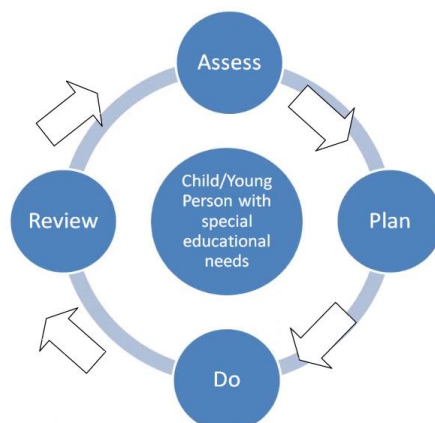 Assess
Child/Young
Person with
special
educational
needs
Review
Plan
Do